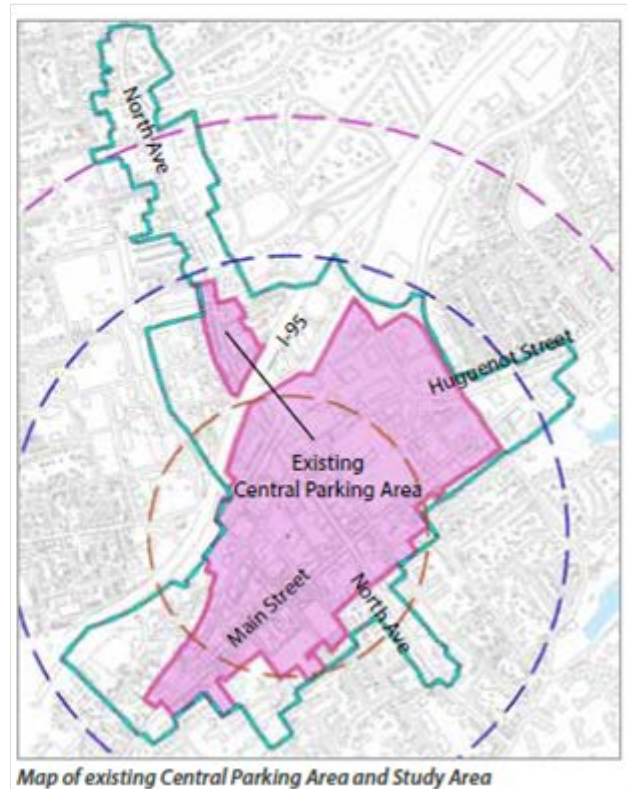 North Ave
I-95
Huguenot Street
Existing
Central Parking Area
Main Street
North Ave
Map of existing Central Parking Area and Study Area